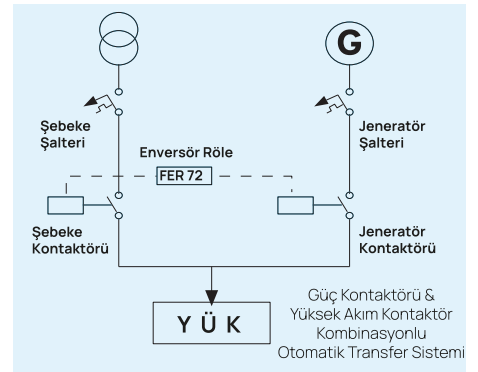 G
Şebeke
Şalteri
Jeneratör
Şalteri
Enversör Röle
FER 72
Şebeke
Kontaktörü
Jeneratör
Kontaktörü
YÜK
Güç Kontaktörü &
Yüksek Akım Kontaktör
Kombinasyonlu
Otomatik Transfer Sistemi